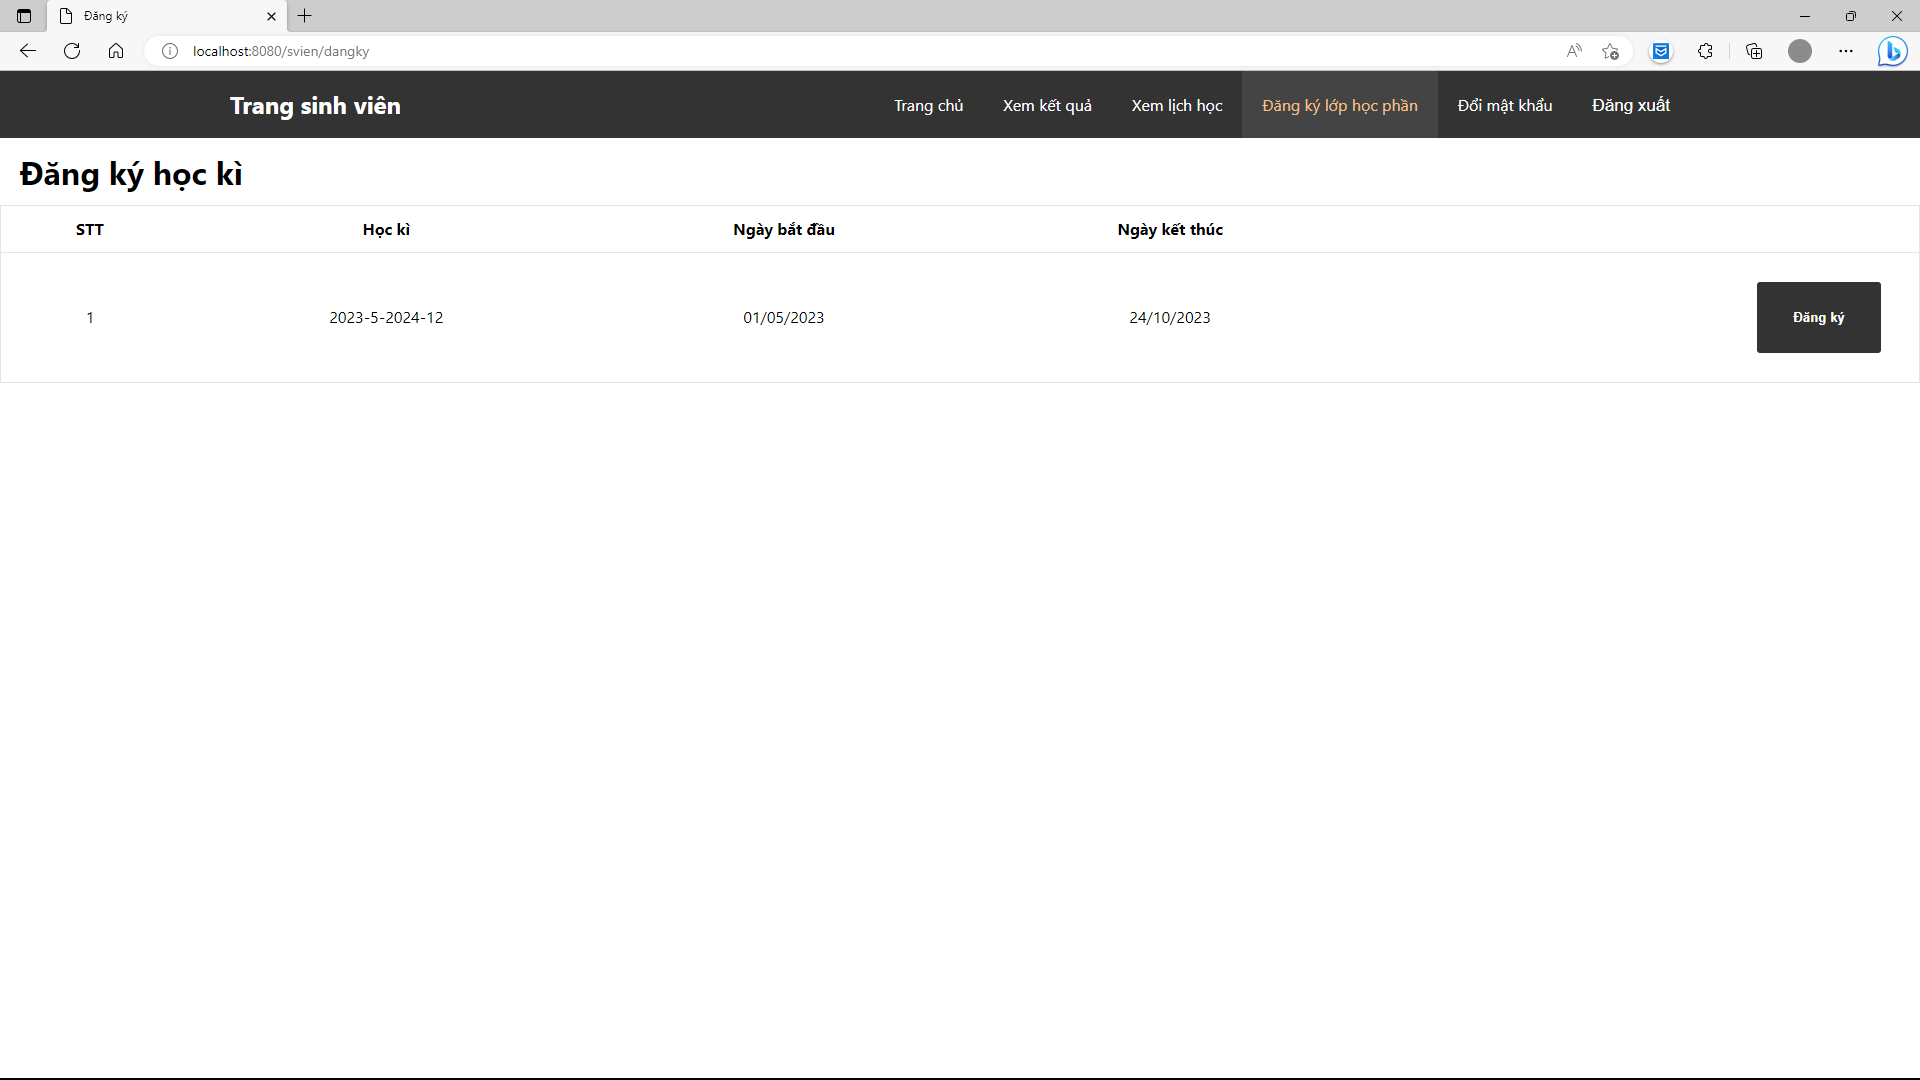 Đăng ký
localhost:8080/svien/dangky
Trang sinh viên Trang chủ Xem kết quả Xem lịch học Đăng ký lớp học phần Đổi mật khẩu Đăng xuất
Đăng ký học kì
STT Học kì Ngày bắt đầu Ngày kết thúc
1 2023-5-2024-12 01/05/2023 24/10/2023 Đăng ký